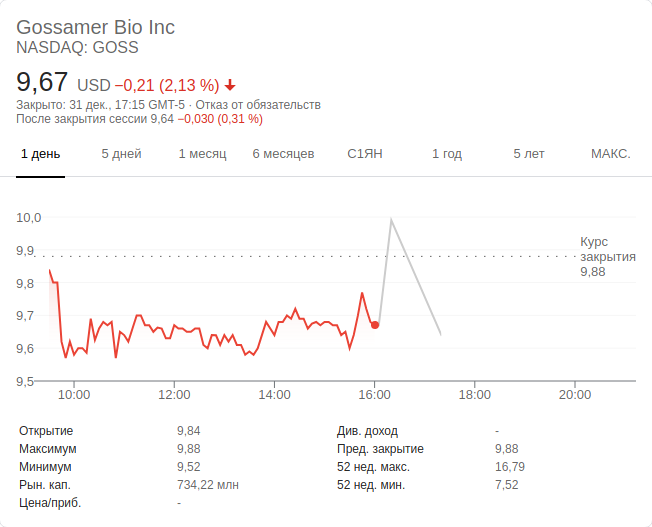 Gossamer Bio Inc
NASDAQ: GOSS
9,67 USD −0,21 (2,13 %)
Закрыто: 31 дек., 17:15 GMT-5 · Отказ от обязательств
После закрытия сессии 9,64 −0,030 (0,31 %)
1 день 5 дней 1 месяц 6 месяцев С1ЯН 1 год 5 лет МАКС.
10,0
9,9
9,8
9,7
9,6
9,5
Курс
закрытия
9,88
10:00 12:00 14:00 16:00 18:00 20:00
Открытие 9,84 Див. доход -
Максимум 9,88 Пред. закрытие 9,88
Минимум 9,52 52 нед. макс. 16,79
Рын. кап. 734,22 млн 52 нед. мин. 7,52
Цена/приб. -